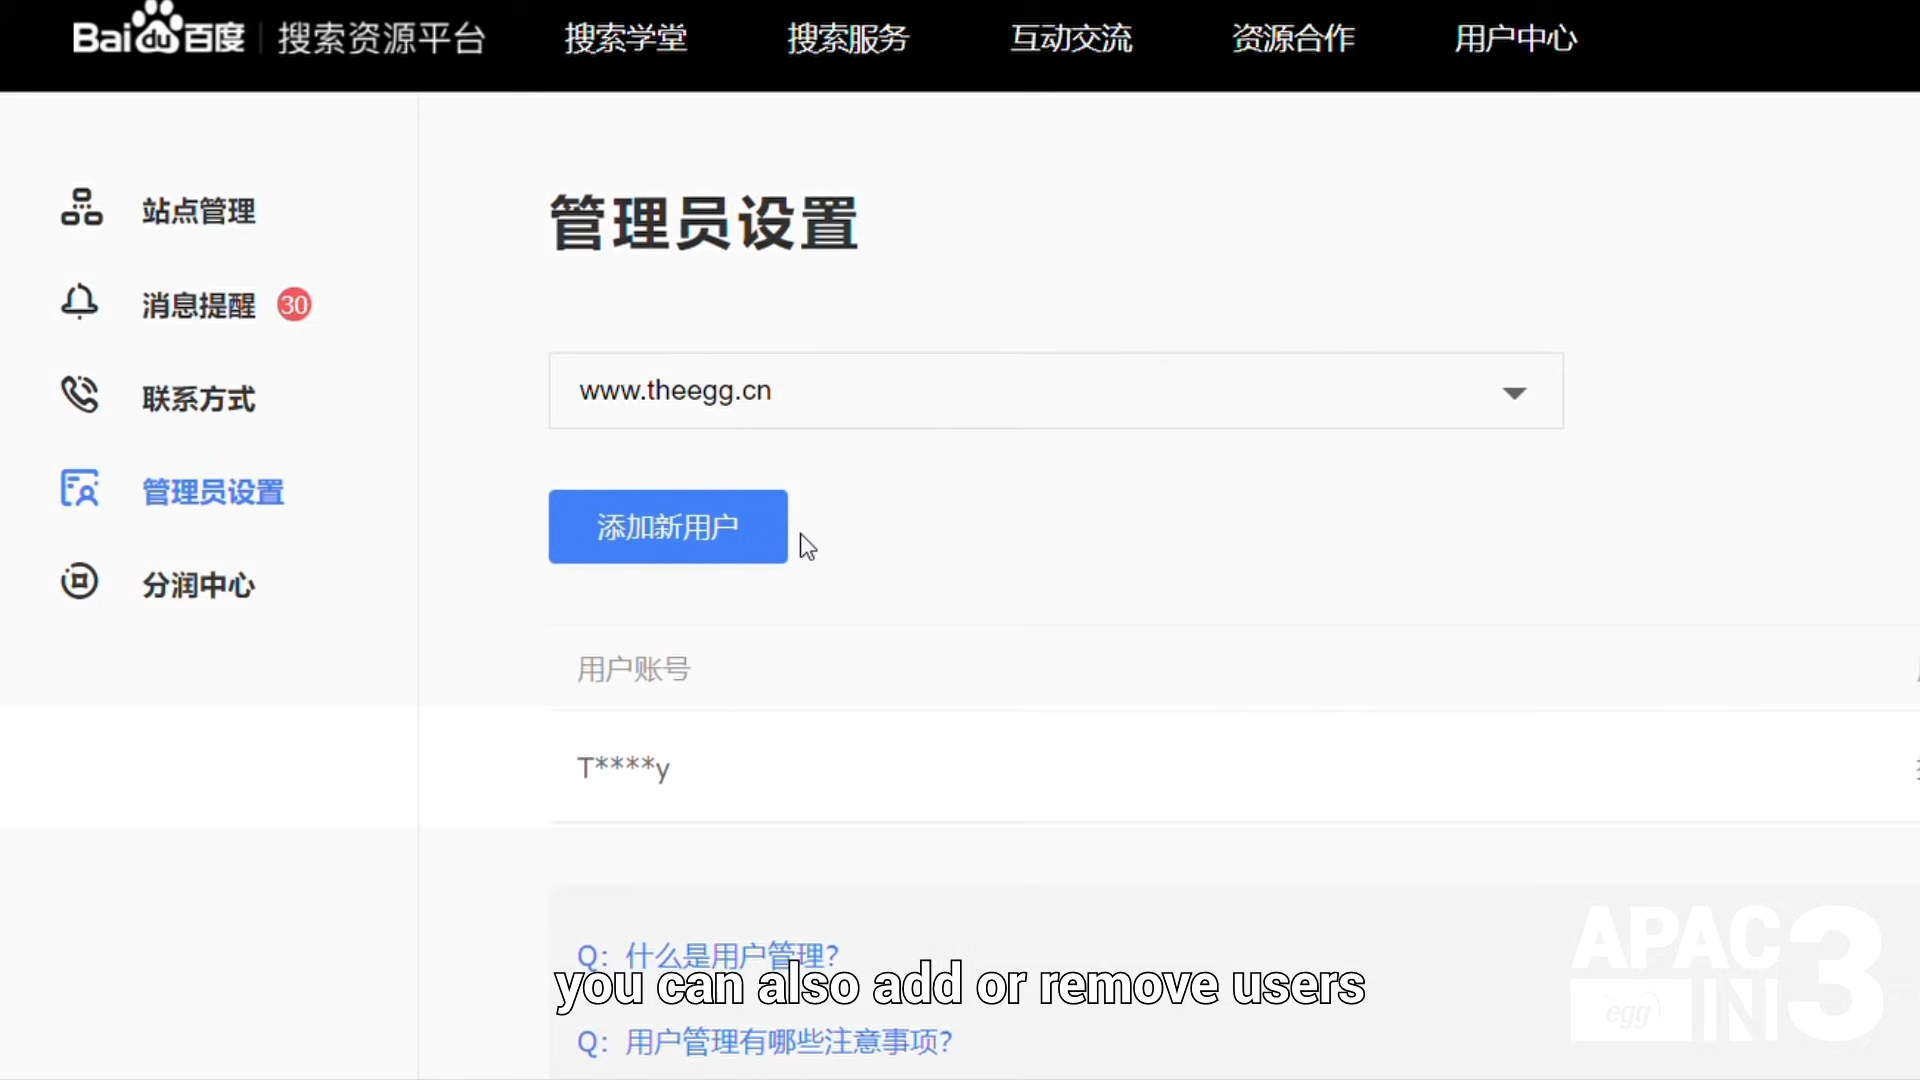 Bai du 百度 搜索资源平台 搜索学堂 搜索服务 互动交流 资源合作 用户中心
站点管理
消息提醒 30
联系方式
管理员设置
分润中心
管理员设置
www.theegg.cn
添加新用户
用户账号
T****y
Q：什么是用户管理？
you can also add or remove users
Q：用户管理有哪些注意事项？
APAC
egg IN 3